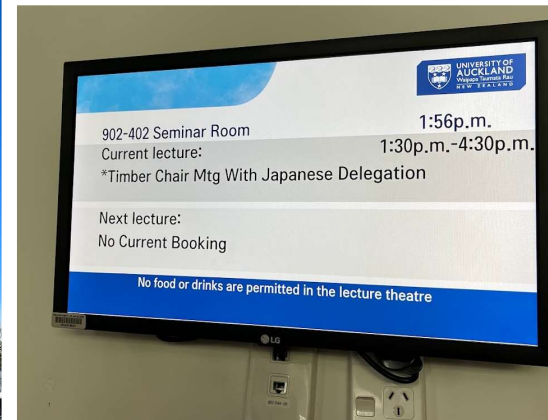 UNIVERSITY OF
AUCKLAND
Waipapa Taumata Rau
NEW ZEALAND
902-402 Seminar Room
1:56p.m.
Current lecture:
1:30p.m.-4:30p.m.
*Timber Chair Mtg With Japanese Delegation
Next lecture:
No Current Booking
No food or drinks are permitted in the lecture theatre
LG